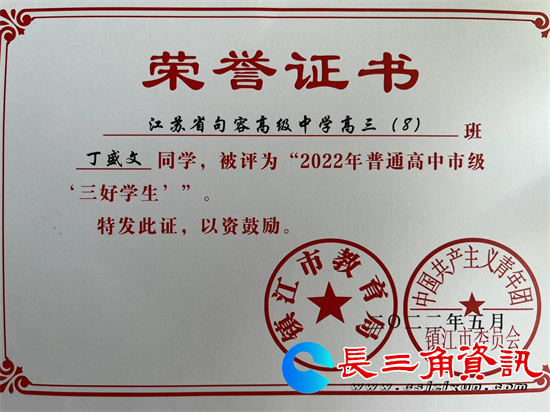 荣誉证书
江苏省句容高级中学高三（8）班
丁盛文同学，被评为“2022年普通高中市级
‘三好学生’”。
特发此证，以资鼓励。
镇江市教育局
中国共产主义青年团
镇江市委员会
二〇二二年五月
長三角資訊
www.csjzixun.com